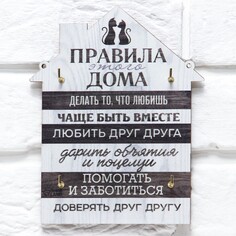 ПРАВИЛА
этого
ДОМА
ДЕЛАТЬ ТО, ЧТО ЛЮБИШЬ
ЧАЩЕ БЫТЬ ВМЕСТЕ
ЛЮБИТЬ ДРУГ ДРУГА
дарить объятия
и поцелуи
ПОМОГАТЬ
И ЗАБОТИТЬСЯ
ДОВЕРЯТЬ ДРУГ ДРУГУ